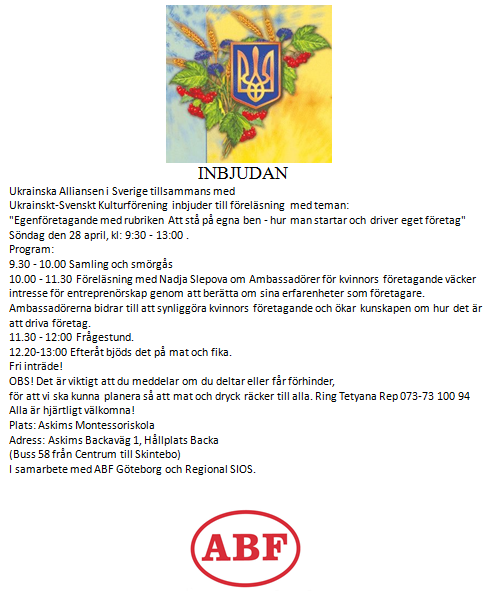 INBJUDAN
Ukrainska Alliansen i Sverige tillsammans med
Ukrainskt-Svenskt Kulturförening inbjuder till föreläsning med teman:
"Egenföretagande med rubriken Att stå på egna ben - hur man startar och driver eget företag"
Söndag den 28 april, kl: 9:30 - 13:00 .
Program:
9.30 - 10.00 Samling och smörgås
10.00 - 11.30 Föreläsning med Nadja Slepova om Ambassadörer för kvinnors företagande väcker
intresse för entreprenörskap genom att berätta om sina erfarenheter som företagare.
Ambassadörerna bidrar till att synliggöra kvinnors företagande och ökar kunskapen om hur det är
att driva företag.
11.30 - 12:00 Frågestund.
12.20-13:00 Efteråt bjöds det på mat och fika.
Fri inträde!
OBS! Det är viktigt att du meddelar om du deltar eller får förhinder,
för att vi ska kunna planera så att mat och dryck räcker till alla. Ring Tetyana Rep 073-73 100 94
Alla är hjärtligt välkomna!
Plats: Askims Montessoriskola
Adress: Askims Backaväg 1, Hållplats Backa
(Buss 58 från Centrum till Skintebo)
I samarbete med ABF Göteborg och Regional SIOS.
ABF